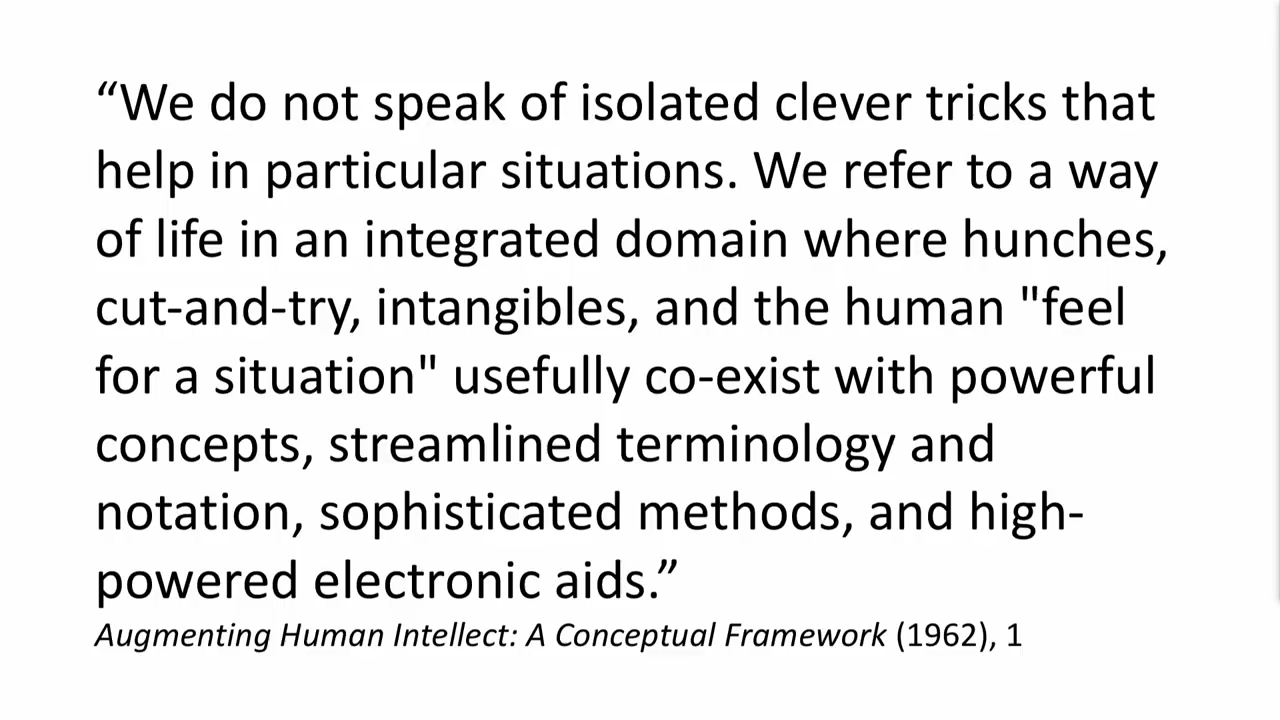 “We do not speak of isolated clever tricks that
help in particular situations. We refer to a way
of life in an integrated domain where hunches,
cut-and-try, intangibles, and the human "feel
for a situation" usefully co-exist with powerful
concepts, streamlined terminology and
notation, sophisticated methods, and high-
powered electronic aids.”
Augmenting Human Intellect: A Conceptual Framework (1962), 1